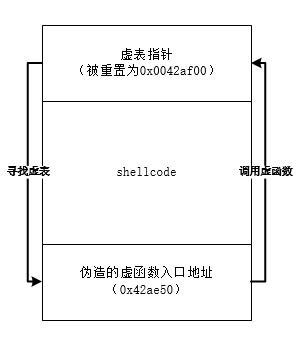 虚表指针
（被重置为0x0042af00）
寻找虚表
shellcode
调用虚函数
伪造的虚函数入口地址
（0x42ae50）